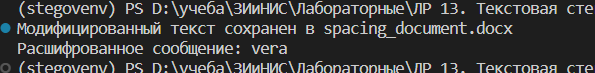 (stegovenv) PS D:\учеба\ЗИиНИС\Лабораторные\ЛР 13. Текстовая сте
Модифицированный текст сохранен в spacing_document.docx
Расшифрованное сообщение: vera
(stegovenv) PS D:\учеба\ЗИиНИС\Лабораторные\ЛР 13. Текстовая сте